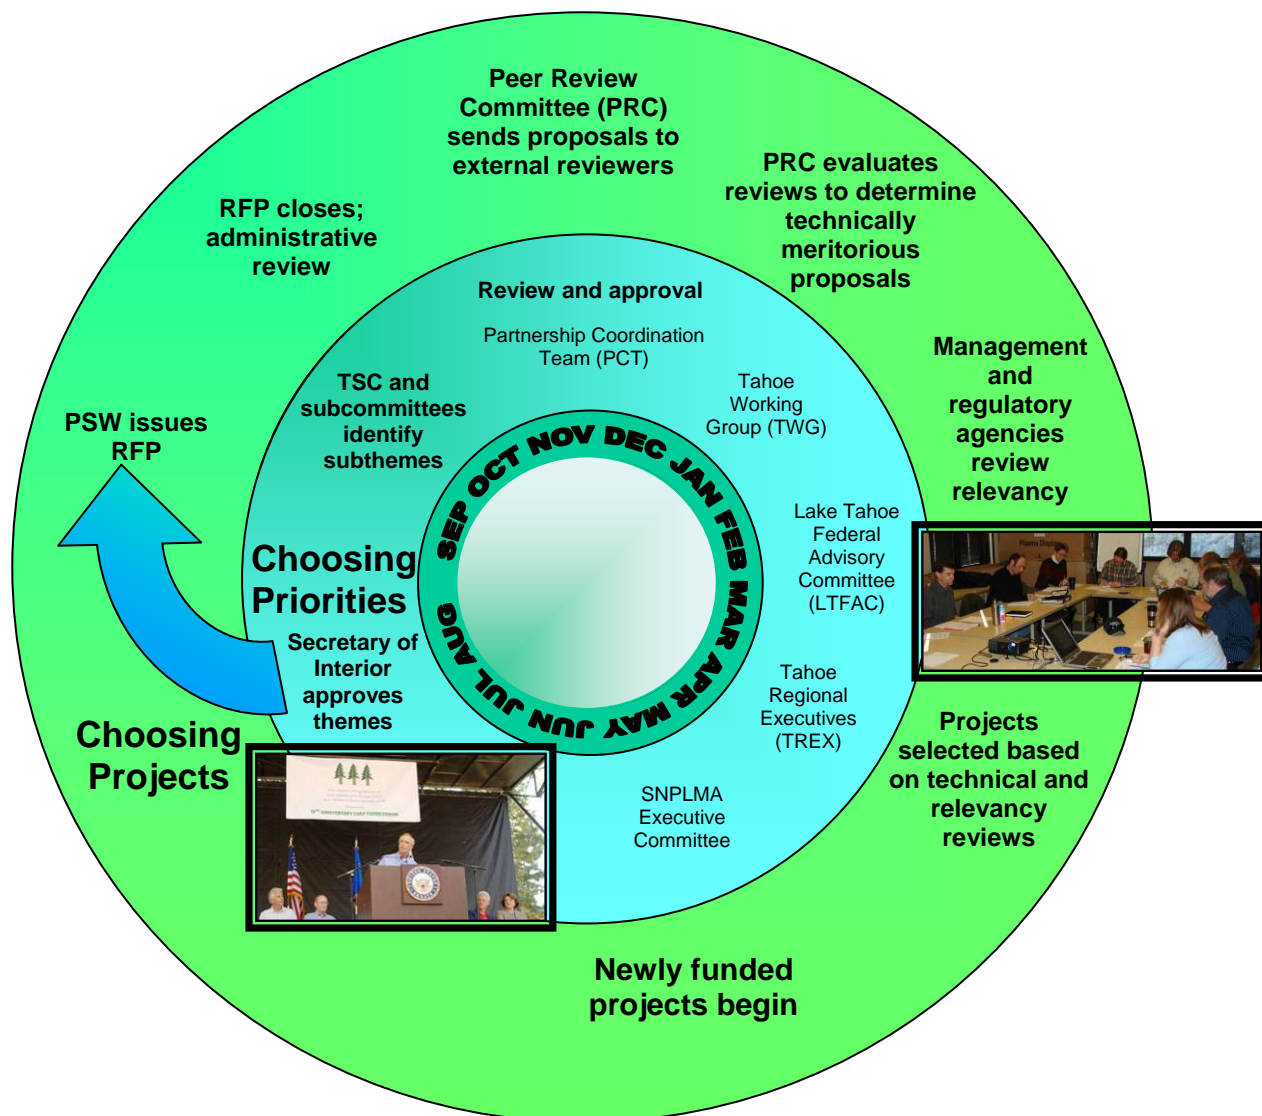 Peer Review
Committee (PRC)
sends proposals to
external reviewers
PRC evaluates
reviews to determine
technically
meritorious
proposals
RFP closes;
administrative
review
Management
and
regulatory
agencies
review
relevancy
PSW issues
RFP
Projects
selected based
on technical and
relevancy
reviews
Newly funded
projects begin
Choosing
Projects
Review and approval
Partnership Coordination
Team (PCT)
Tahoe
Working
Group (TWG)
TSC and
subcommittees
identify
subthemes
Lake Tahoe
Federal
Advisory
Committee
(LTFAC)
Choosing
Priorities
Secretary of
Interior
approves
themes
Tahoe
Regional
Executives
(TREX)
SNPLMA
Executive
Committee
SEP OCT NOV DEC JAN FEB MAR APR MAY JUN JUL AUG